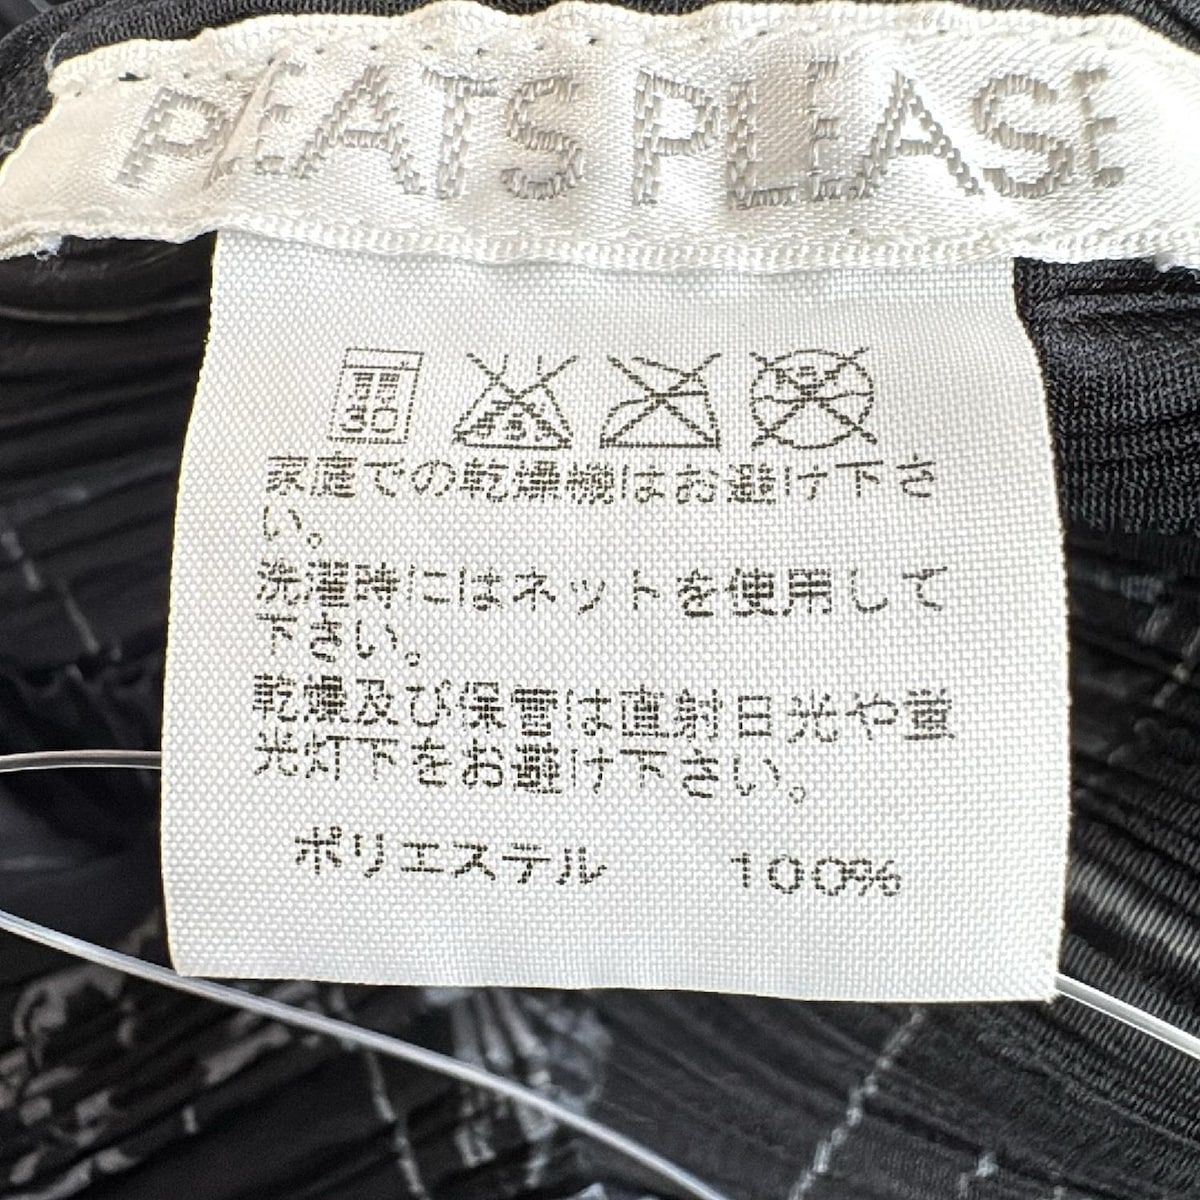 PLEATS PLEASE
30
家庭での乾燥機はお避け下さ
い。
洗濯時にはネットを使用して
下さい。
乾燥及び保管は直射日光や蛍
光灯下をお避け下さい。
ポリエステル 100%